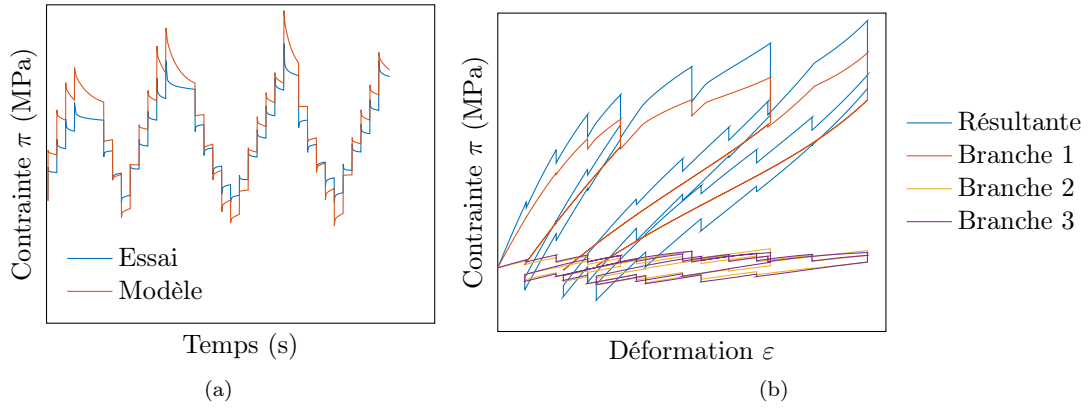 Contrainte π (MPa)
Essai
Modèle
Temps (s)
(a)
Contrainte π (MPa)
Déformation ε
(b)
Résultante
Branche 1
Branche 2
Branche 3